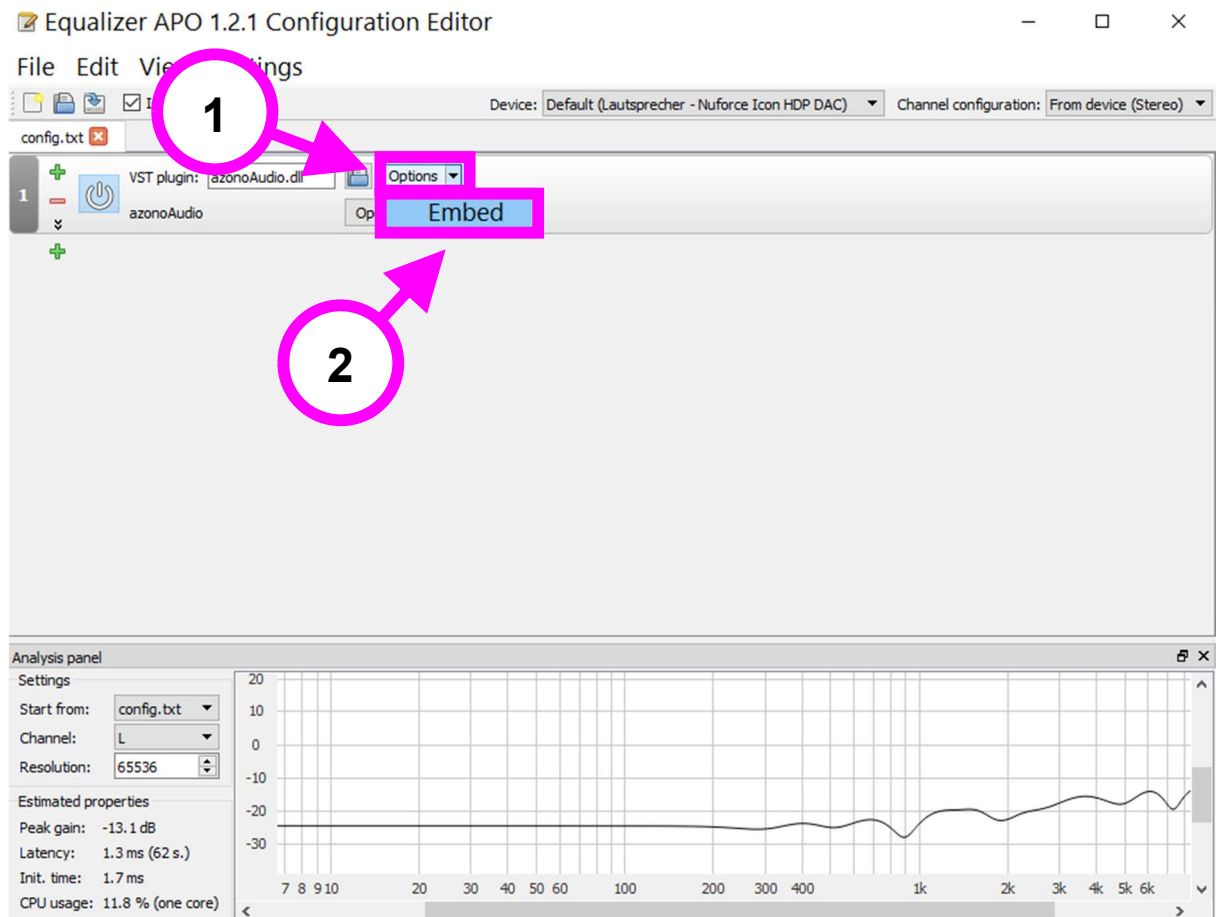 Equalizer APO 1.2.1 Configuration Editor
File Edit
1
Device: Default (Lautsprecher - Nuforce Icon HDP DAC) Channel configuration: From device (Stereo)
config.txt
1 VST plugin: azonoAudio.dll Options
azonoAudio Embed
2
Analysis panel
Settings
Start from: config.txt
Channel: L
Resolution: 65536
Estimated properties
Peak gain: -13.1 dB
Latency: 1.3 ms (62 s.)
Init. time: 1.7 ms
CPU usage: 11.8 % (one core)
20
10
0
-10
-20
-30
7 8 9 10 20 30 40 50 60 100 200 300 400 1k 2k 3k 4k 5k 6k